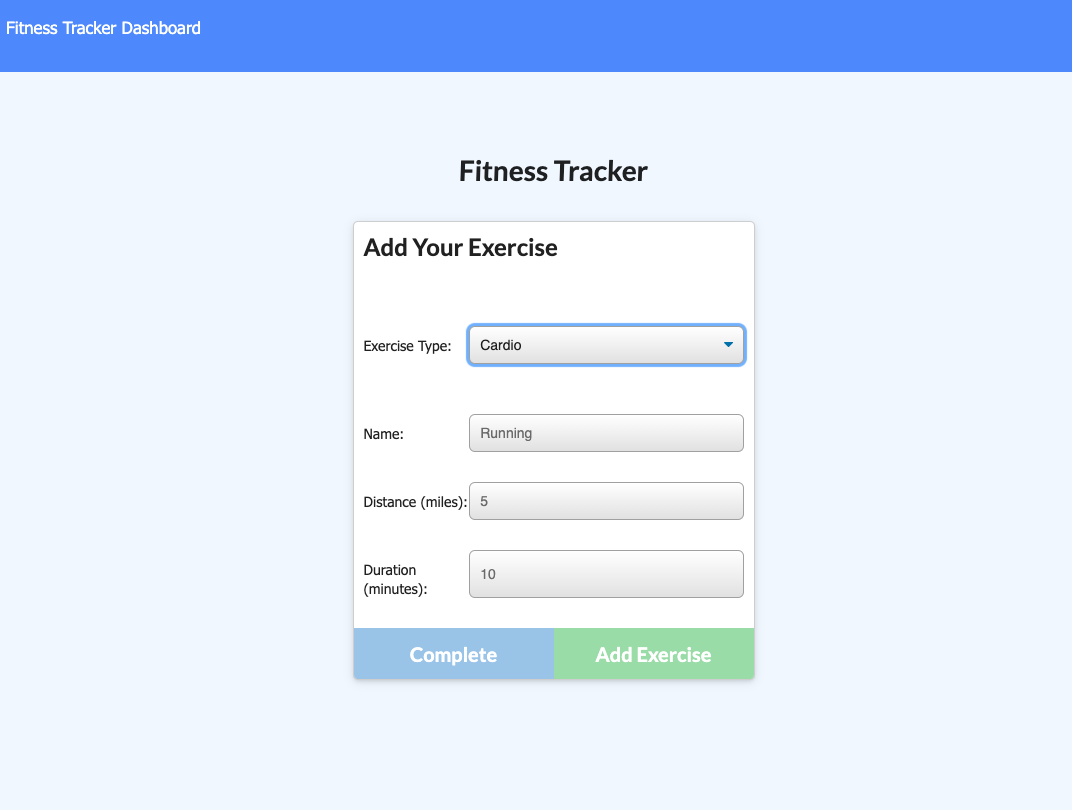 Fitness Tracker Dashboard
Fitness Tracker
Add Your Exercise
Exercise Type: Cardio
Name: Running
Distance (miles): 5
Duration
(minutes): 10
Complete Add Exercise